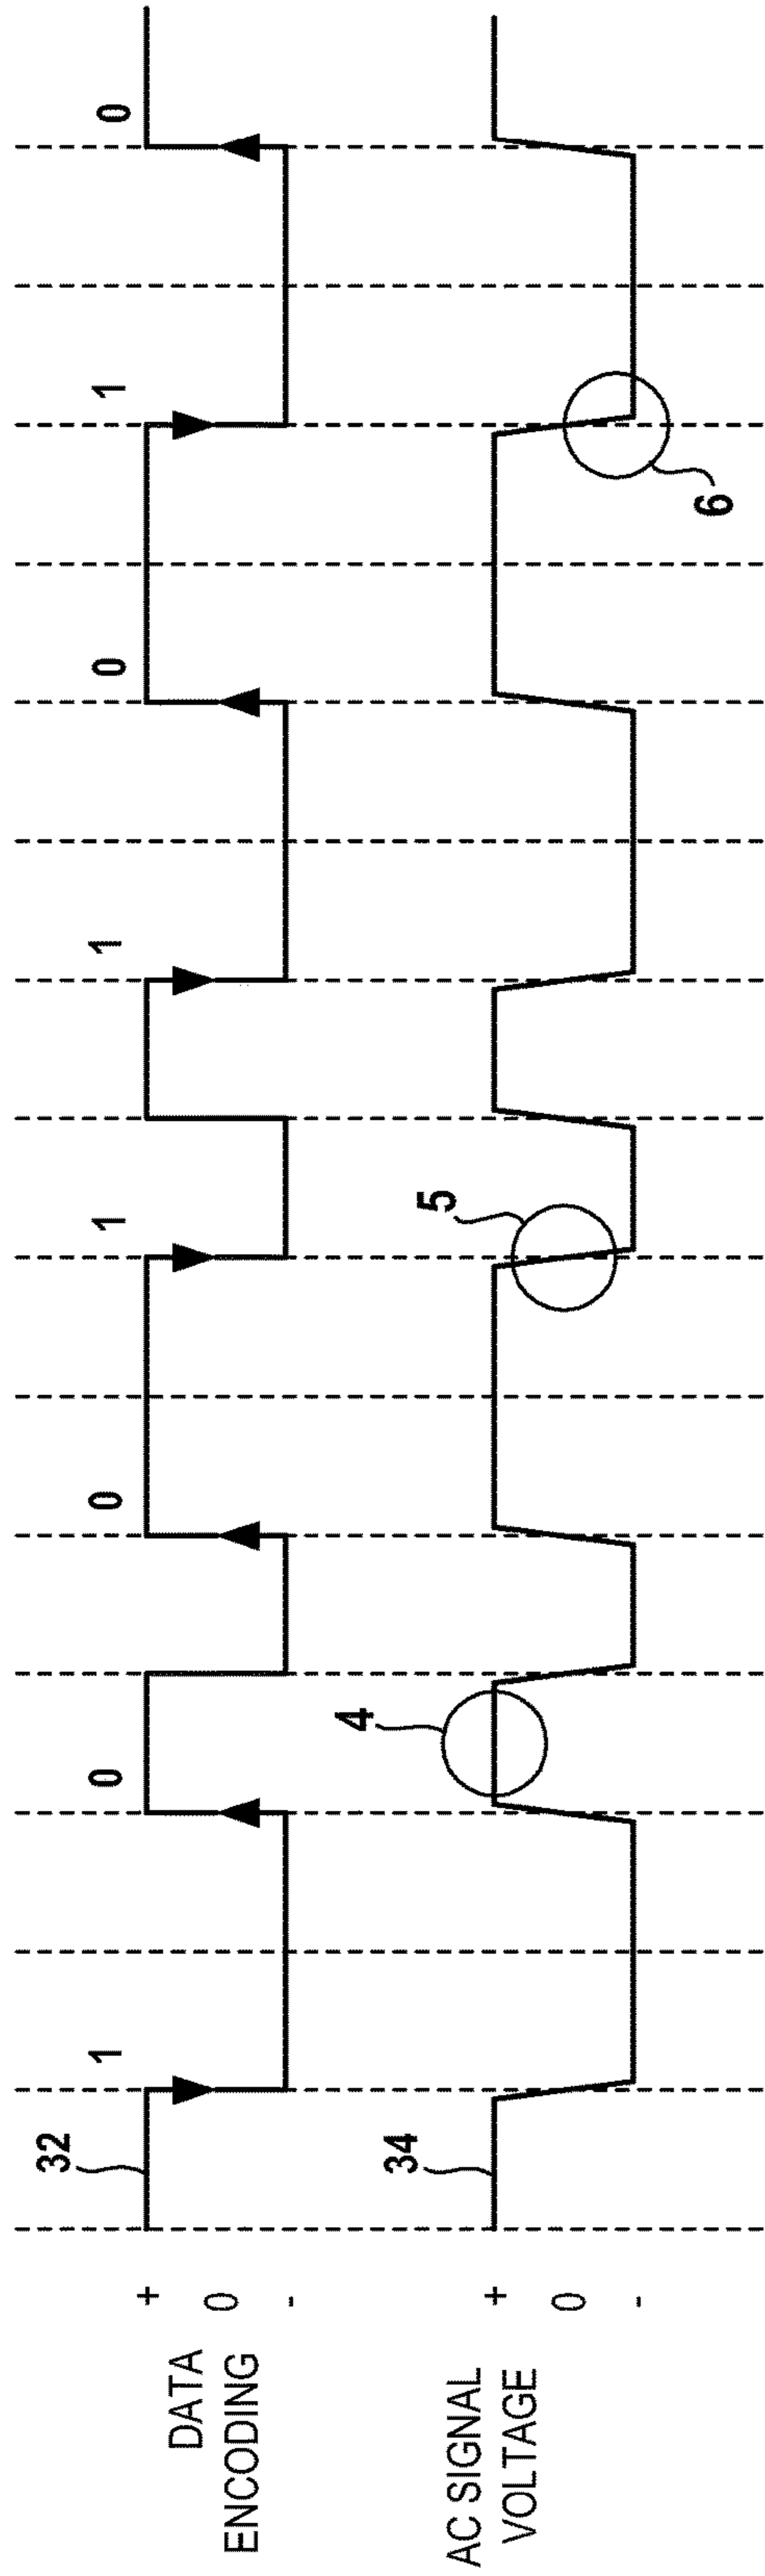 32
1 0 0 1 1 0 1 0
DATA
ENCODING
+
0
-
4
5
34
AC SIGNAL
VOLTAGE
+
0
-
6